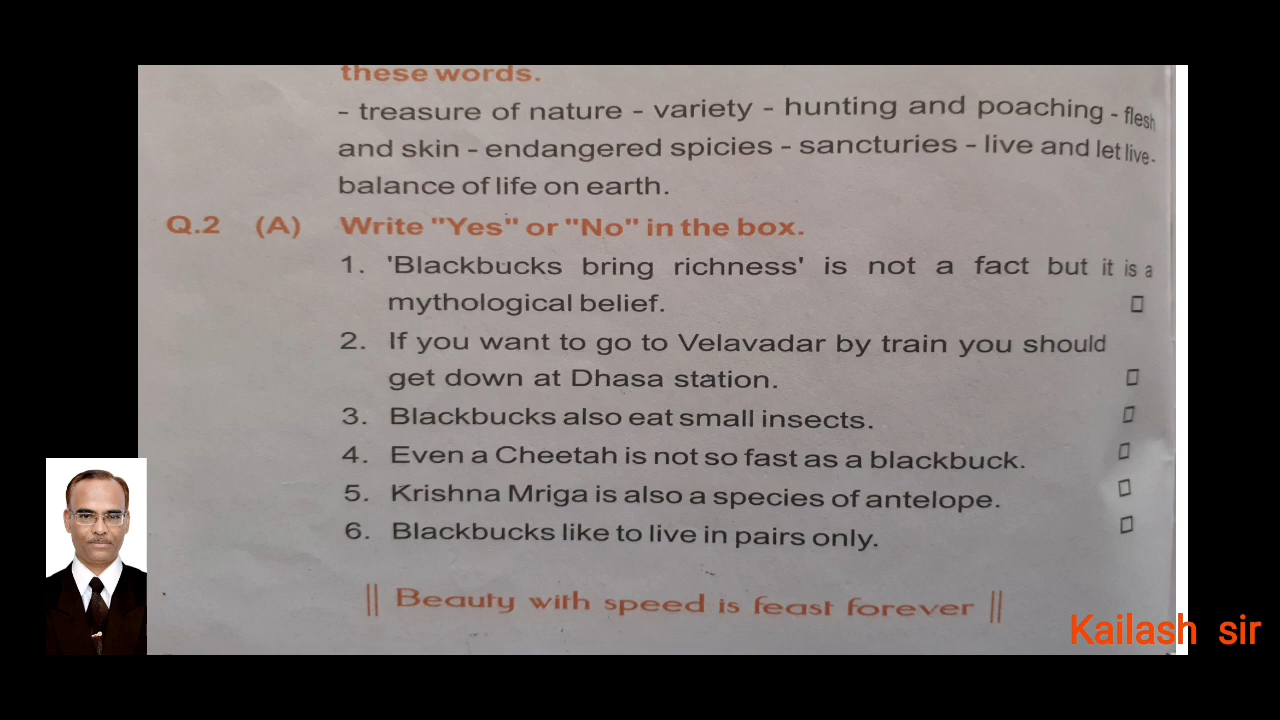 these words.
- treasure of nature - variety - hunting and poaching - flesh
and skin - endangered spicies - sancturies - live and let live -
balance of life on earth.
Q.2 (A) Write "Yes" or "No" in the box.
1. 'Blackbucks bring richness' is not a fact but it is a
mythological belief. □
2. If you want to go to Velavadar by train you should
get down at Dhasa station. □
3. Blackbucks also eat small insects. □
4. Even a Cheetah is not so fast as a blackbuck. □
5. Krishna Mriga is also a species of antelope. □
6. Blackbucks like to live in pairs only. □
|| Beauty with speed is feast forever ||
Kailash sir